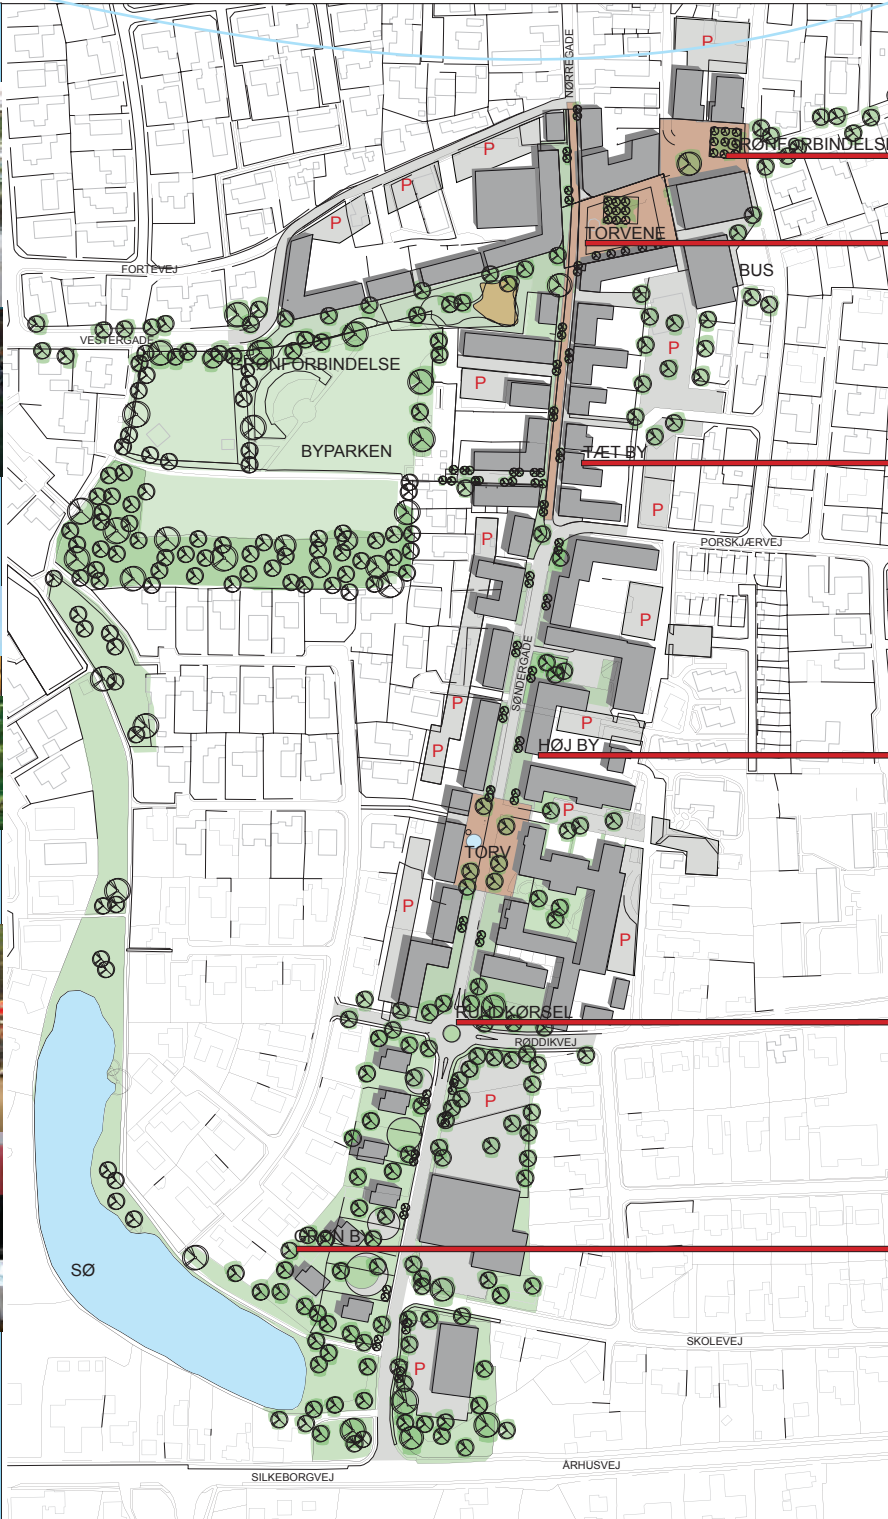 P
NØRREGADE
GRØNFORBINDELSE
P
P
P
TORVENE
FORTEVEJ
BUS
VESTERGADE
P
GRØNFORBINDELSE
P
BYPARKEN
TÆT BY
P
P
PORSKJÆRVEJ
P
SØNDERGADE
P
P
HØJ BY
P
P
TORV
P
P
RUNDKØRSEL
RØDDIKVEJ
P
GRØN BY
SØ
SKOLEVEJ
P
ÅRHUSVEJ
SILKEBORGVEJ